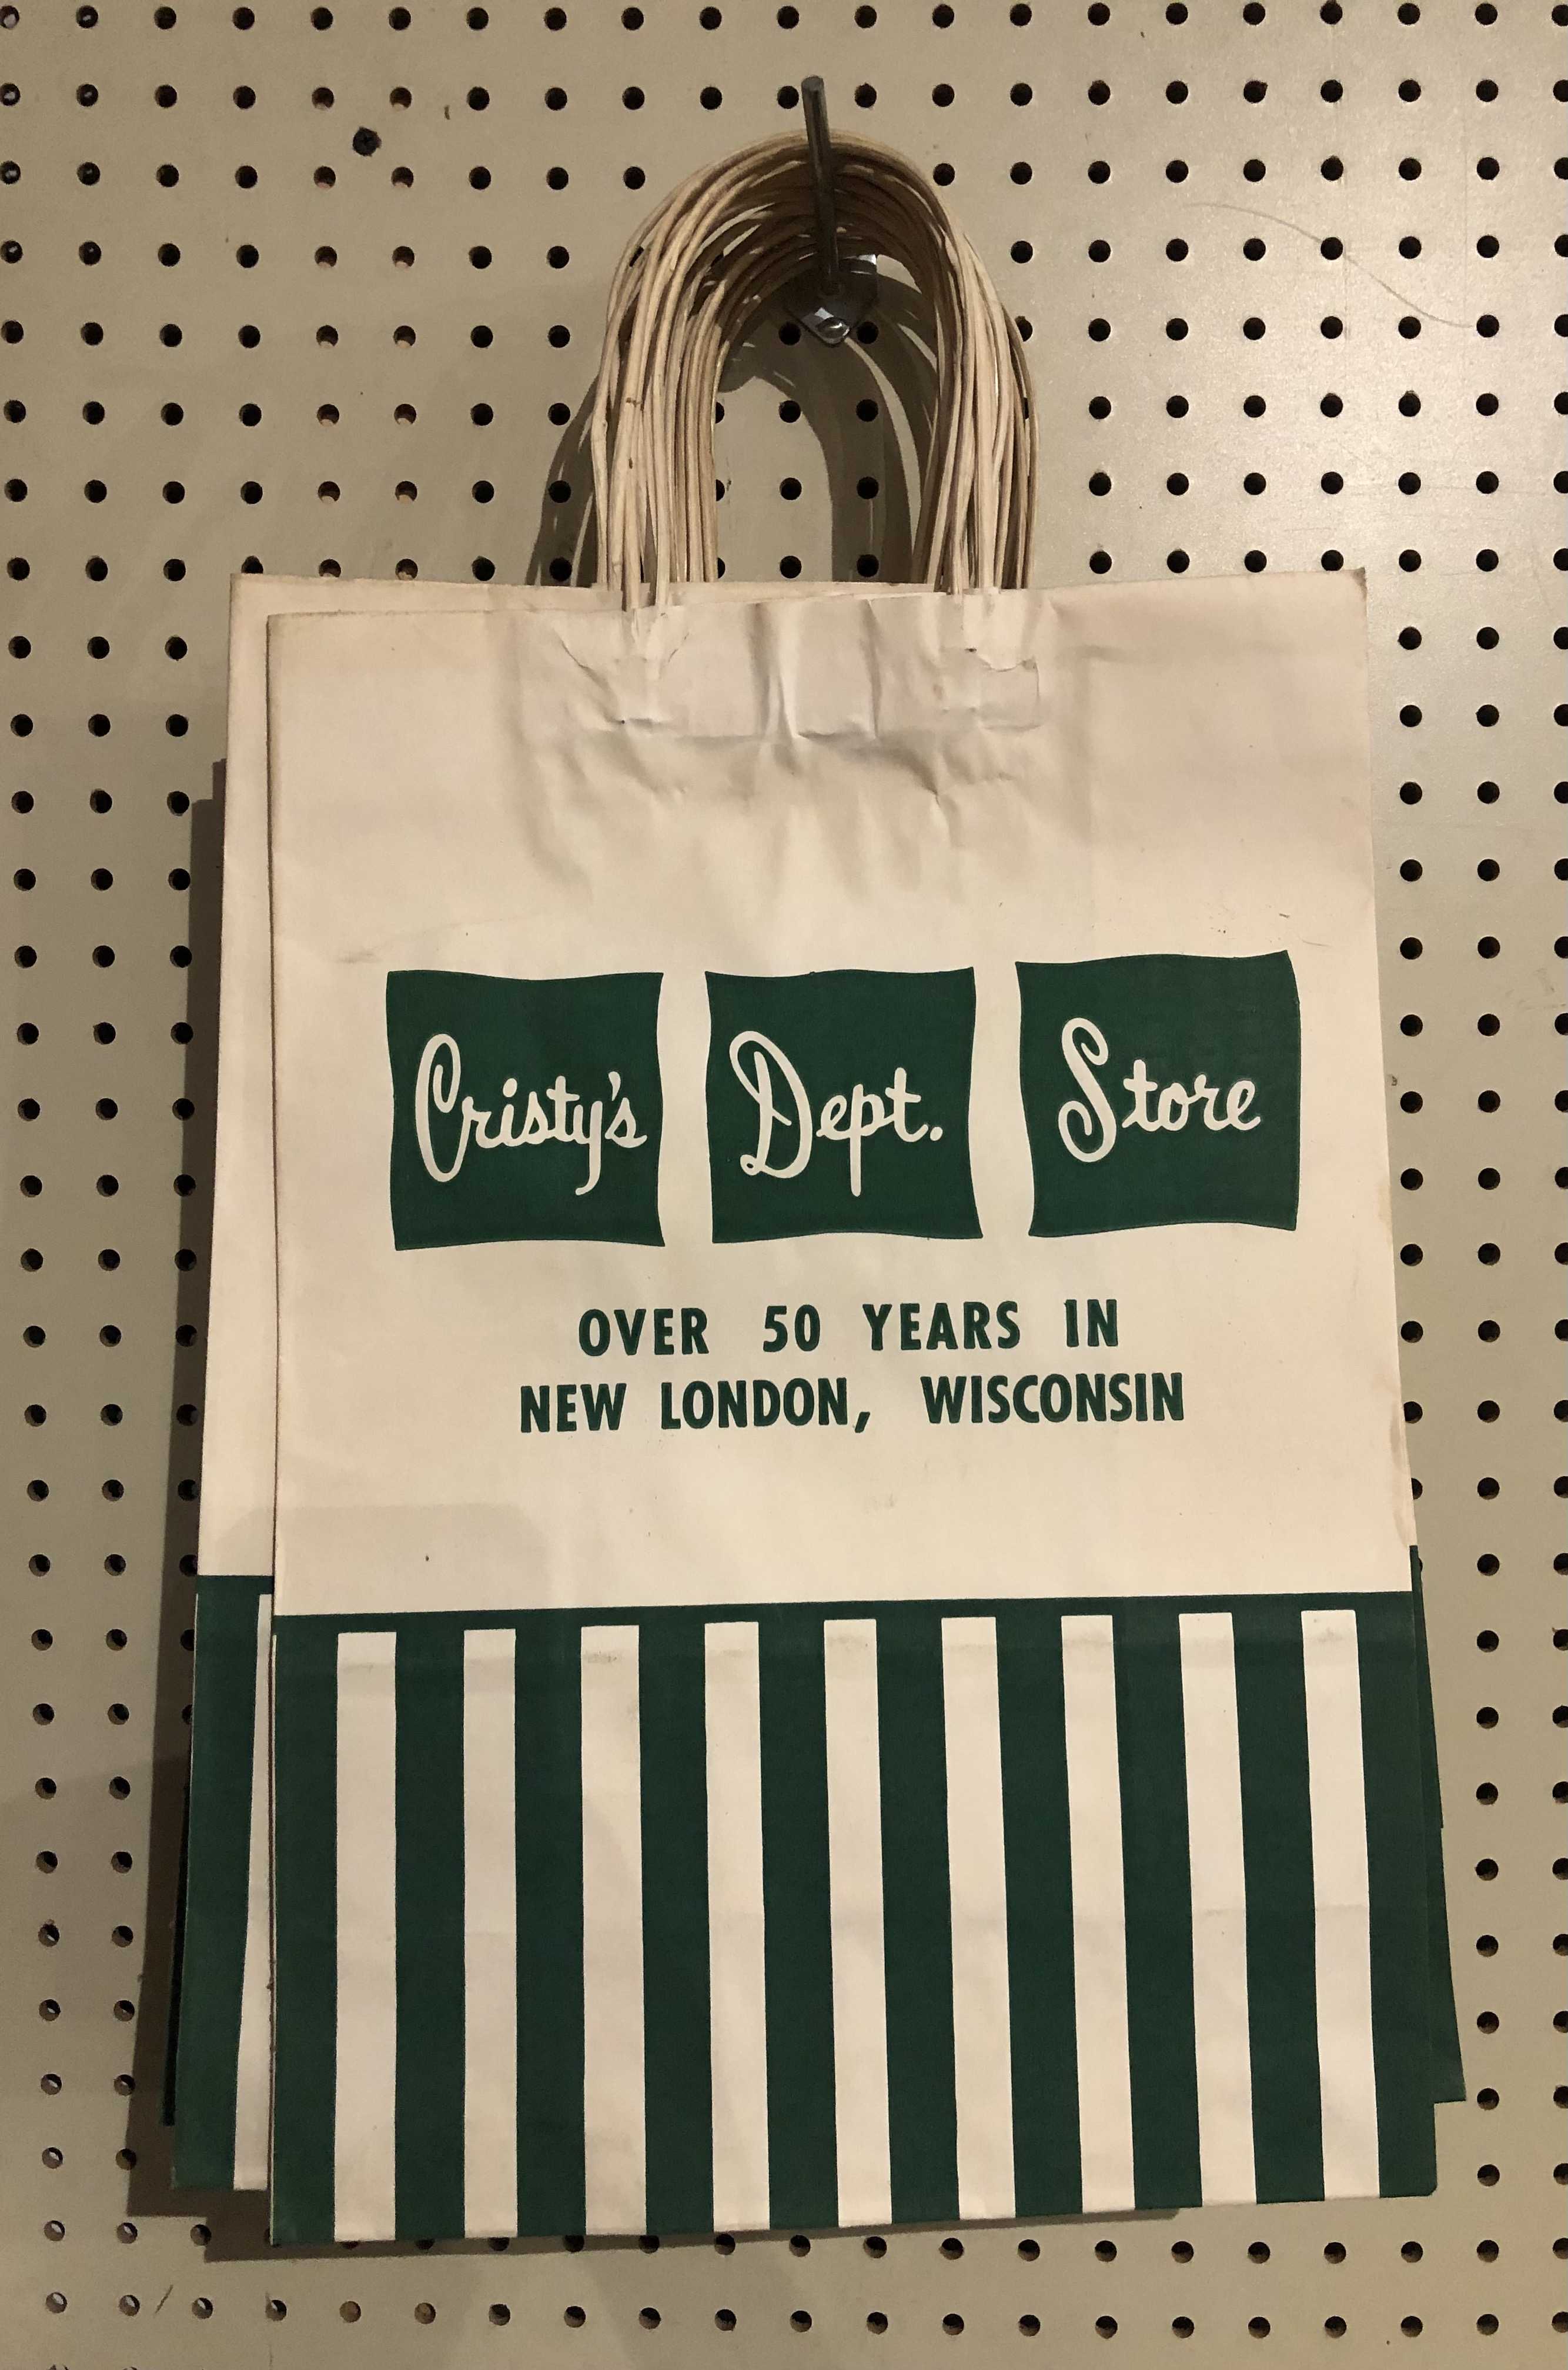 Cristy's Dept. Store
OVER 50 YEARS IN
NEW LONDON, WISCONSIN